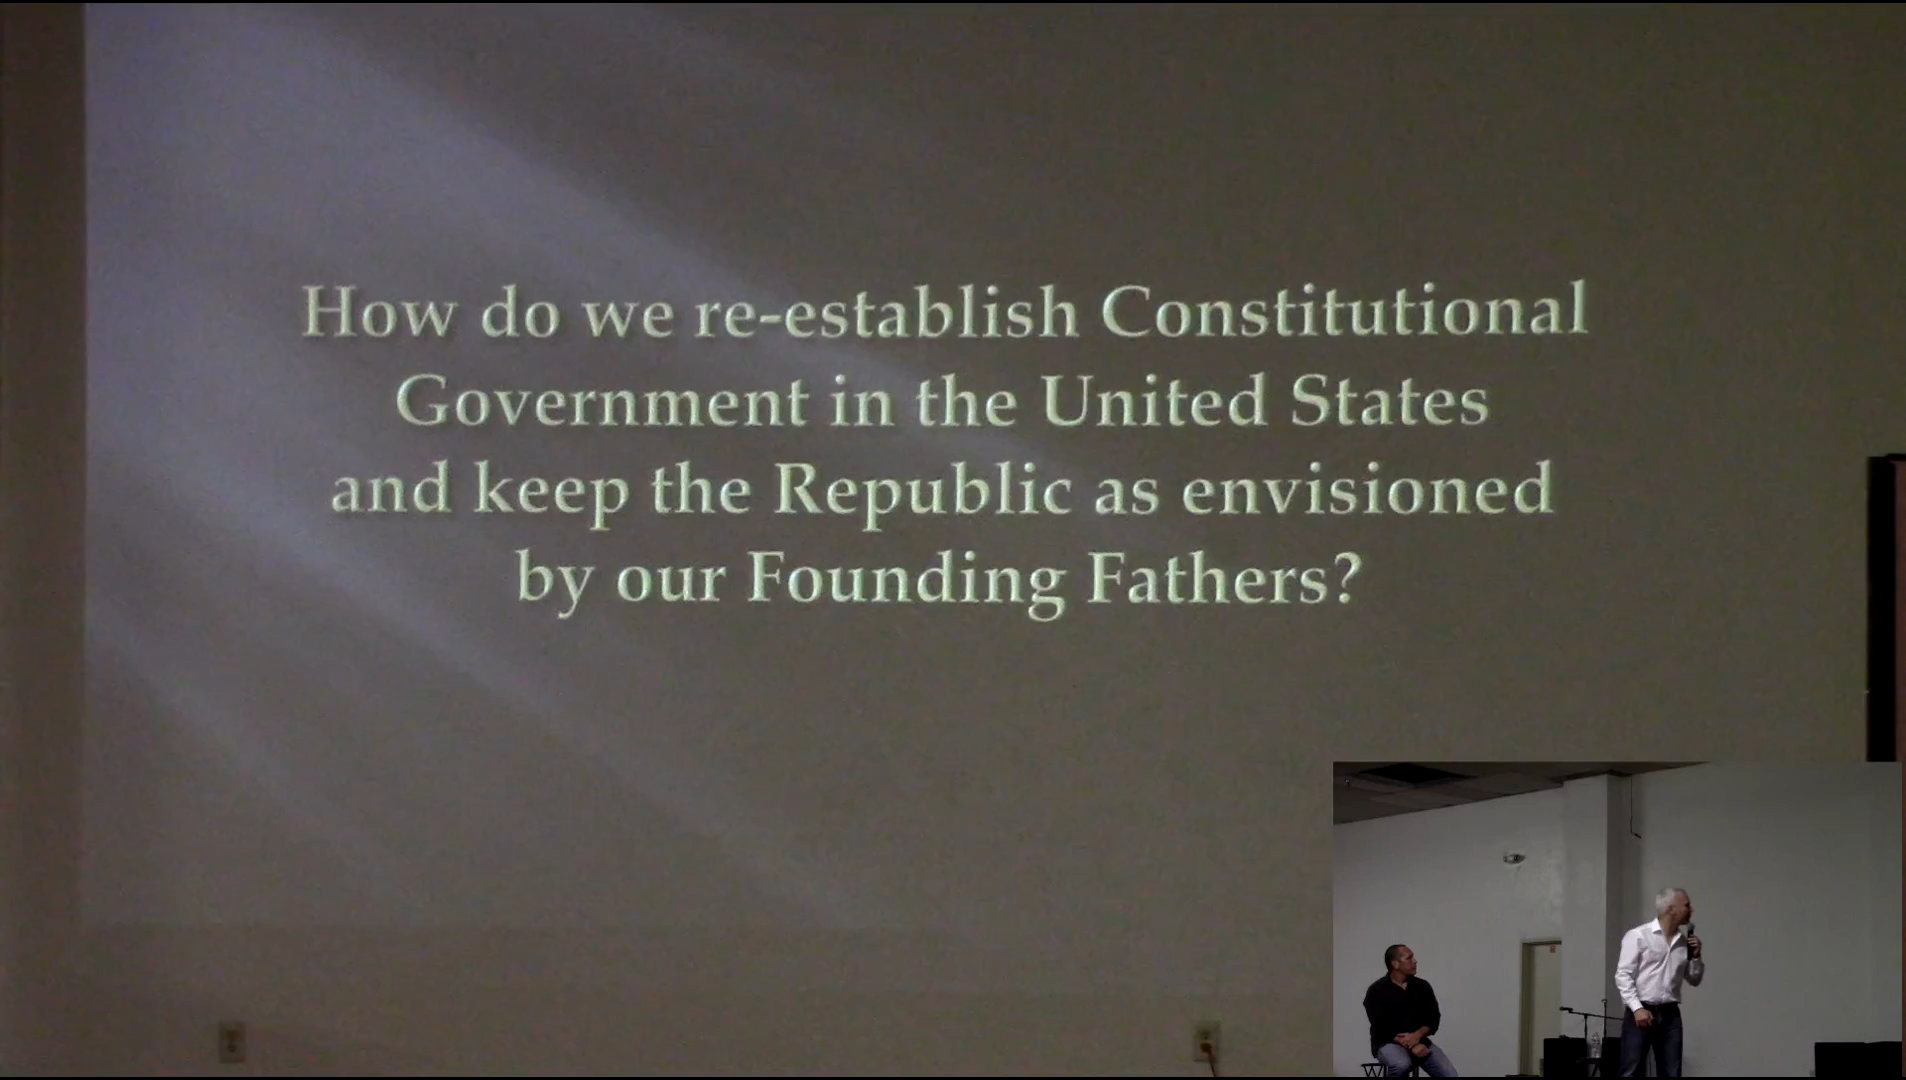 How do we re-establish Constitutional
Government in the United States
and keep the Republic as envisioned
by our Founding Fathers?